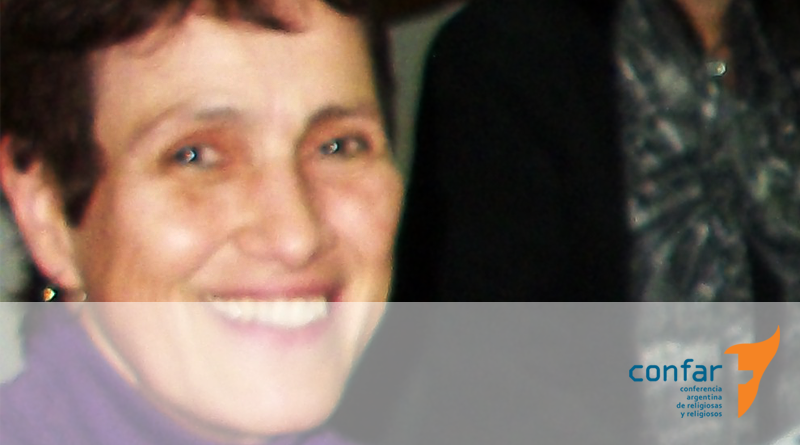 confar
conferencia
argentina
de religiosas
y religiosos